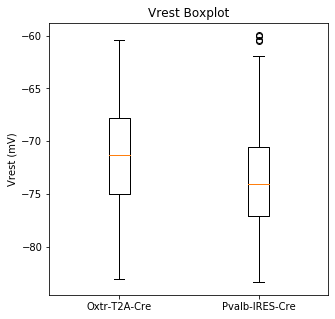 Vrest Boxplot
−60
−65
−70
−75
−80
Vrest (mV)
Oxtr-T2A-Cre
Pvalb-IRES-Cre